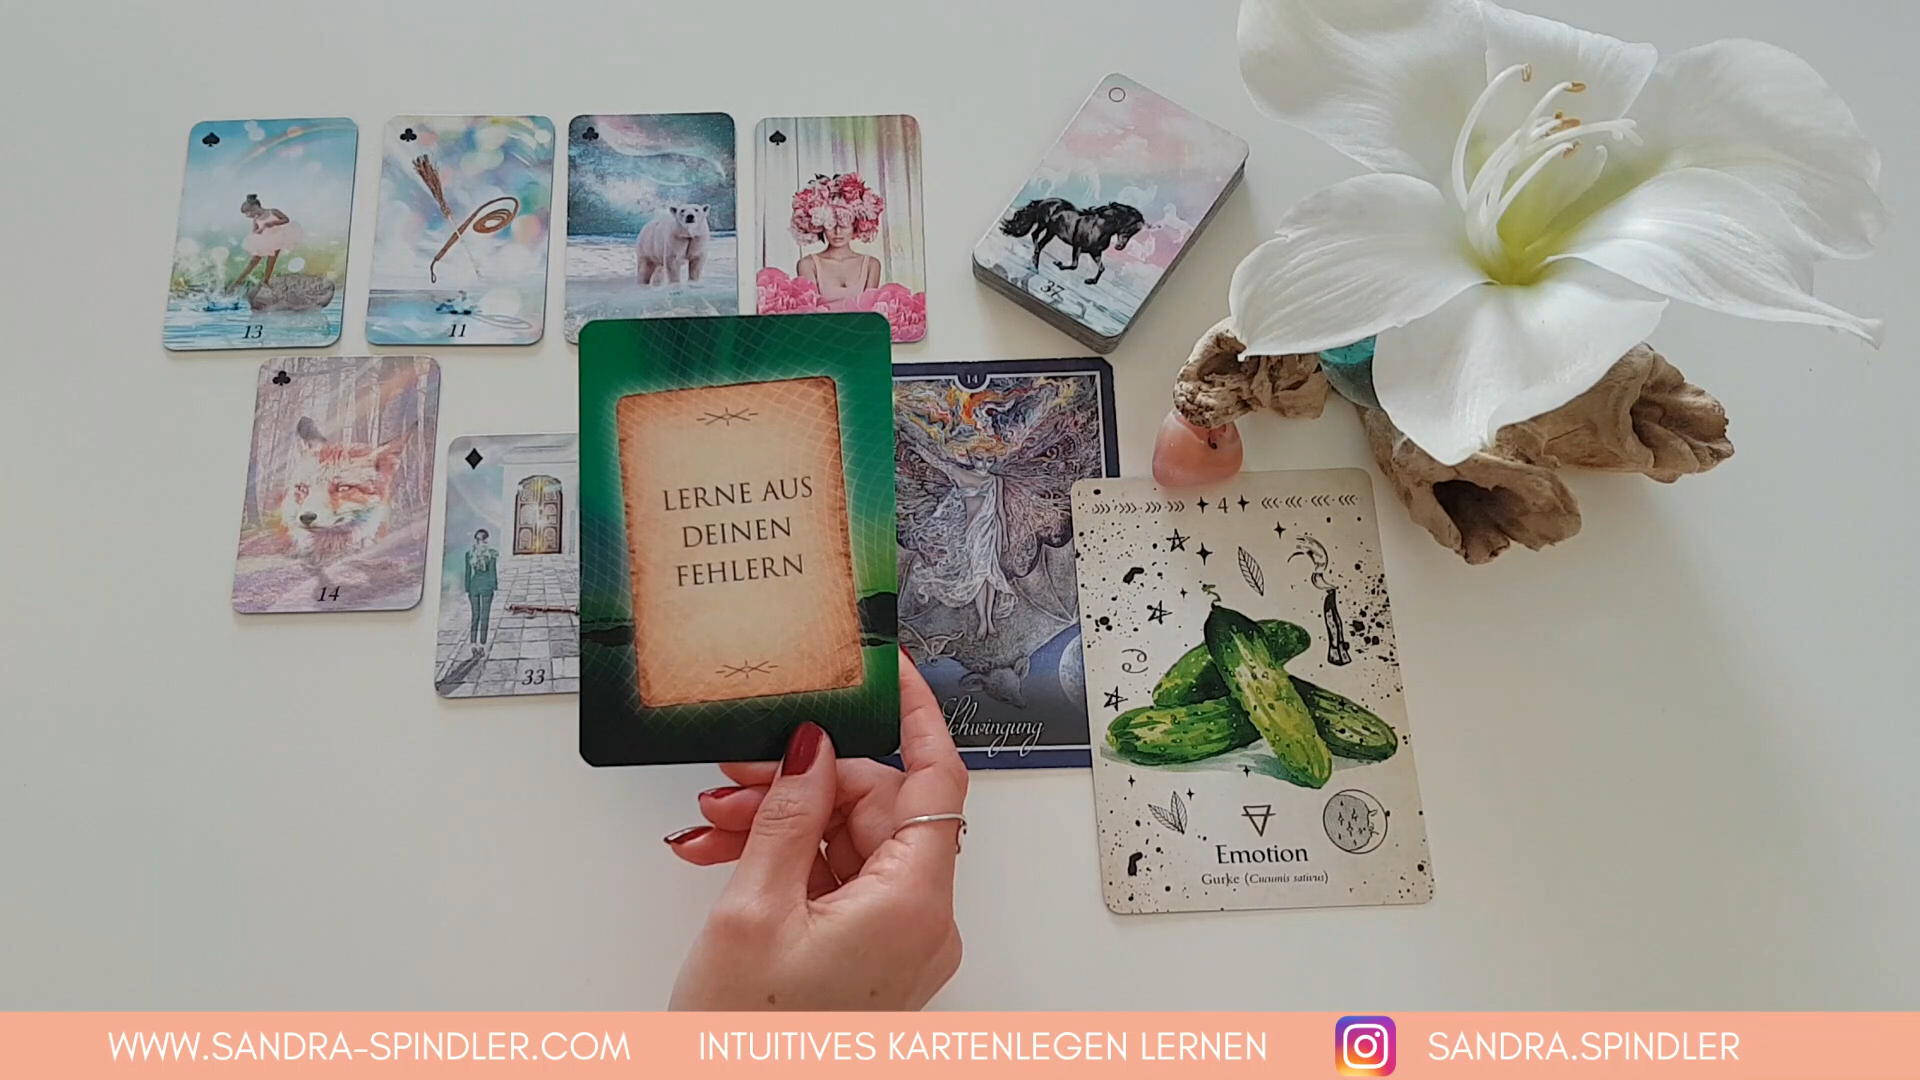 13
11
37
14
33
LERNE AUS
DEINEN
FEHLERN
14
Schwingung
4
Emotion
Gurke (Cucumis sativus)
WWW.SANDRA-SPINDLER.COM
INTUITIVES KARTENLEGEN LERNEN
SANDRA.SPINDLER